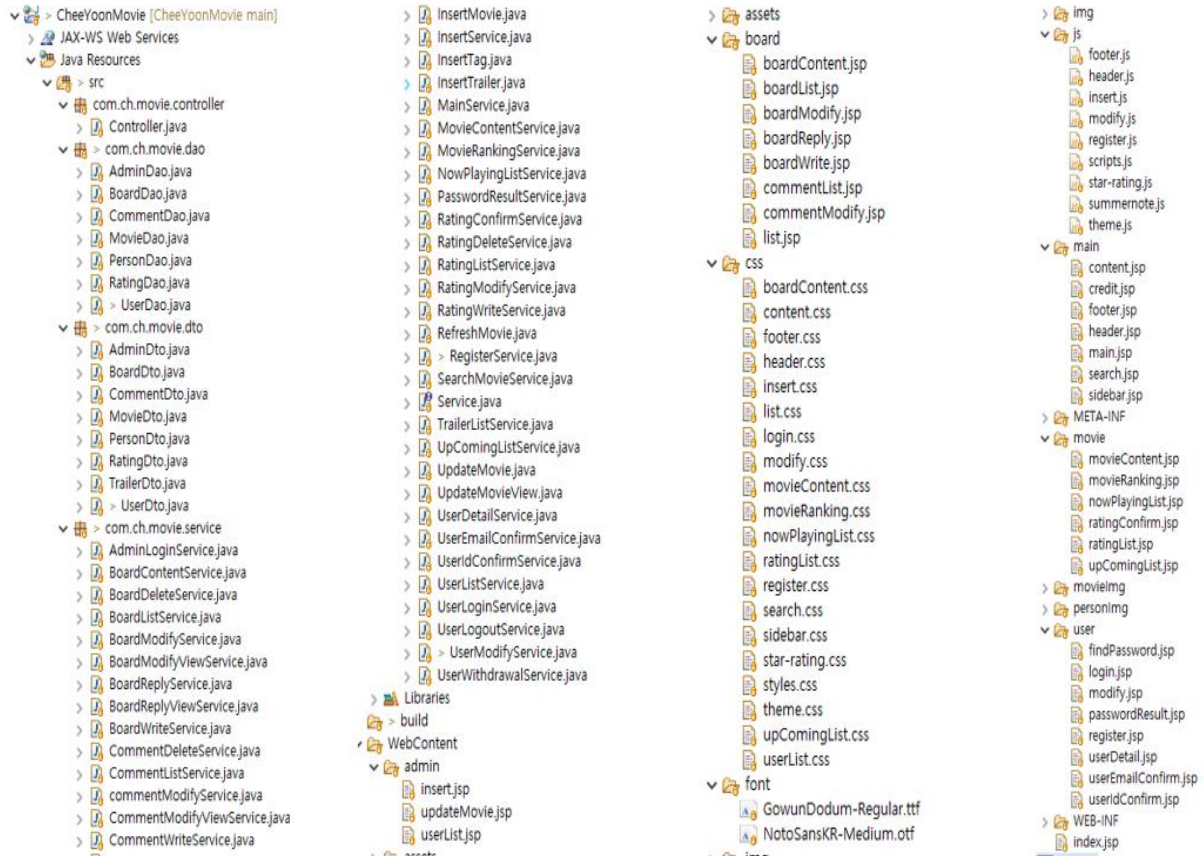 > CheeYoonMovie [CheeYoonMovie main]
JAX-WS Web Services
Java Resources
> src
com.ch.movie.controller
Controller.java
> com.ch.movie.dao
AdminDao.java
BoardDao.java
CommentDao.java
MovieDao.java
PersonDao.java
RatingDao.java
> UserDao.java
> com.ch.movie.dto
AdminDto.java
BoardDto.java
CommentDto.java
MovieDto.java
PersonDto.java
RatingDto.java
TrailerDto.java
> UserDto.java
> com.ch.movie.service
AdminLoginService.java
BoardContentService.java
BoardDeleteService.java
BoardListService.java
BoardModifyService.java
BoardModifyViewService.java
BoardReplyService.java
BoardReplyViewService.java
BoardWriteService.java
CommentDeleteService.java
CommentListService.java
commentModifyService.java
CommentModifyViewService.java
CommentWriteService.java
InsertMovie.java
InsertService.java
InsertTag.java
InsertTrailer.java
MainService.java
MovieContentService.java
MovieRankingService.java
NowPlayingListService.java
PasswordResultService.java
RatingConfirmService.java
RatingDeleteService.java
RatingListService.java
RatingModifyService.java
RatingWriteService.java
RefreshMovie.java
> RegisterService.java
SearchMovieService.java
Service.java
TrailerListService.java
UpComingListService.java
UpdateMovie.java
UpdateMovieView.java
UserDetailService.java
UserEmailConfirmService.java
UserIdConfirmService.java
UserListService.java
UserLoginService.java
UserLogoutService.java
> UserModifyService.java
UserWithdrawalService.java
Libraries
> build
WebContent
admin
insert.jsp
updateMovie.jsp
userList.jsp
assets
assets
board
boardContent.jsp
boardList.jsp
boardModify.jsp
boardReply.jsp
boardWrite.jsp
commentList.jsp
commentModify.jsp
list.jsp
css
boardContent.css
content.css
footer.css
header.css
insert.css
list.css
login.css
modify.css
movieContent.css
movieRanking.css
nowPlayingList.css
ratingList.css
register.css
search.css
sidebar.css
star-rating.css
styles.css
theme.css
upComingList.css
userList.css
font
GowunDodum-Regular.ttf
NotoSansKR-Medium.otf
img
img
js
footer.js
header.js
insert.js
modify.js
register.js
scripts.js
star-rating.js
summernote.js
theme.js
main
content.jsp
credit.jsp
footer.jsp
header.jsp
main.jsp
search.jsp
sidebar.jsp
META-INF
movie
movieContent.jsp
movieRanking.jsp
nowPlayingList.jsp
ratingConfirm.jsp
ratingList.jsp
upComingList.jsp
movieImg
personImg
user
findPassword.jsp
login.jsp
modify.jsp
passwordResult.jsp
register.jsp
userDetail.jsp
userEmailConfirm.jsp
userIdConfirm.jsp
WEB-INF
index.jsp